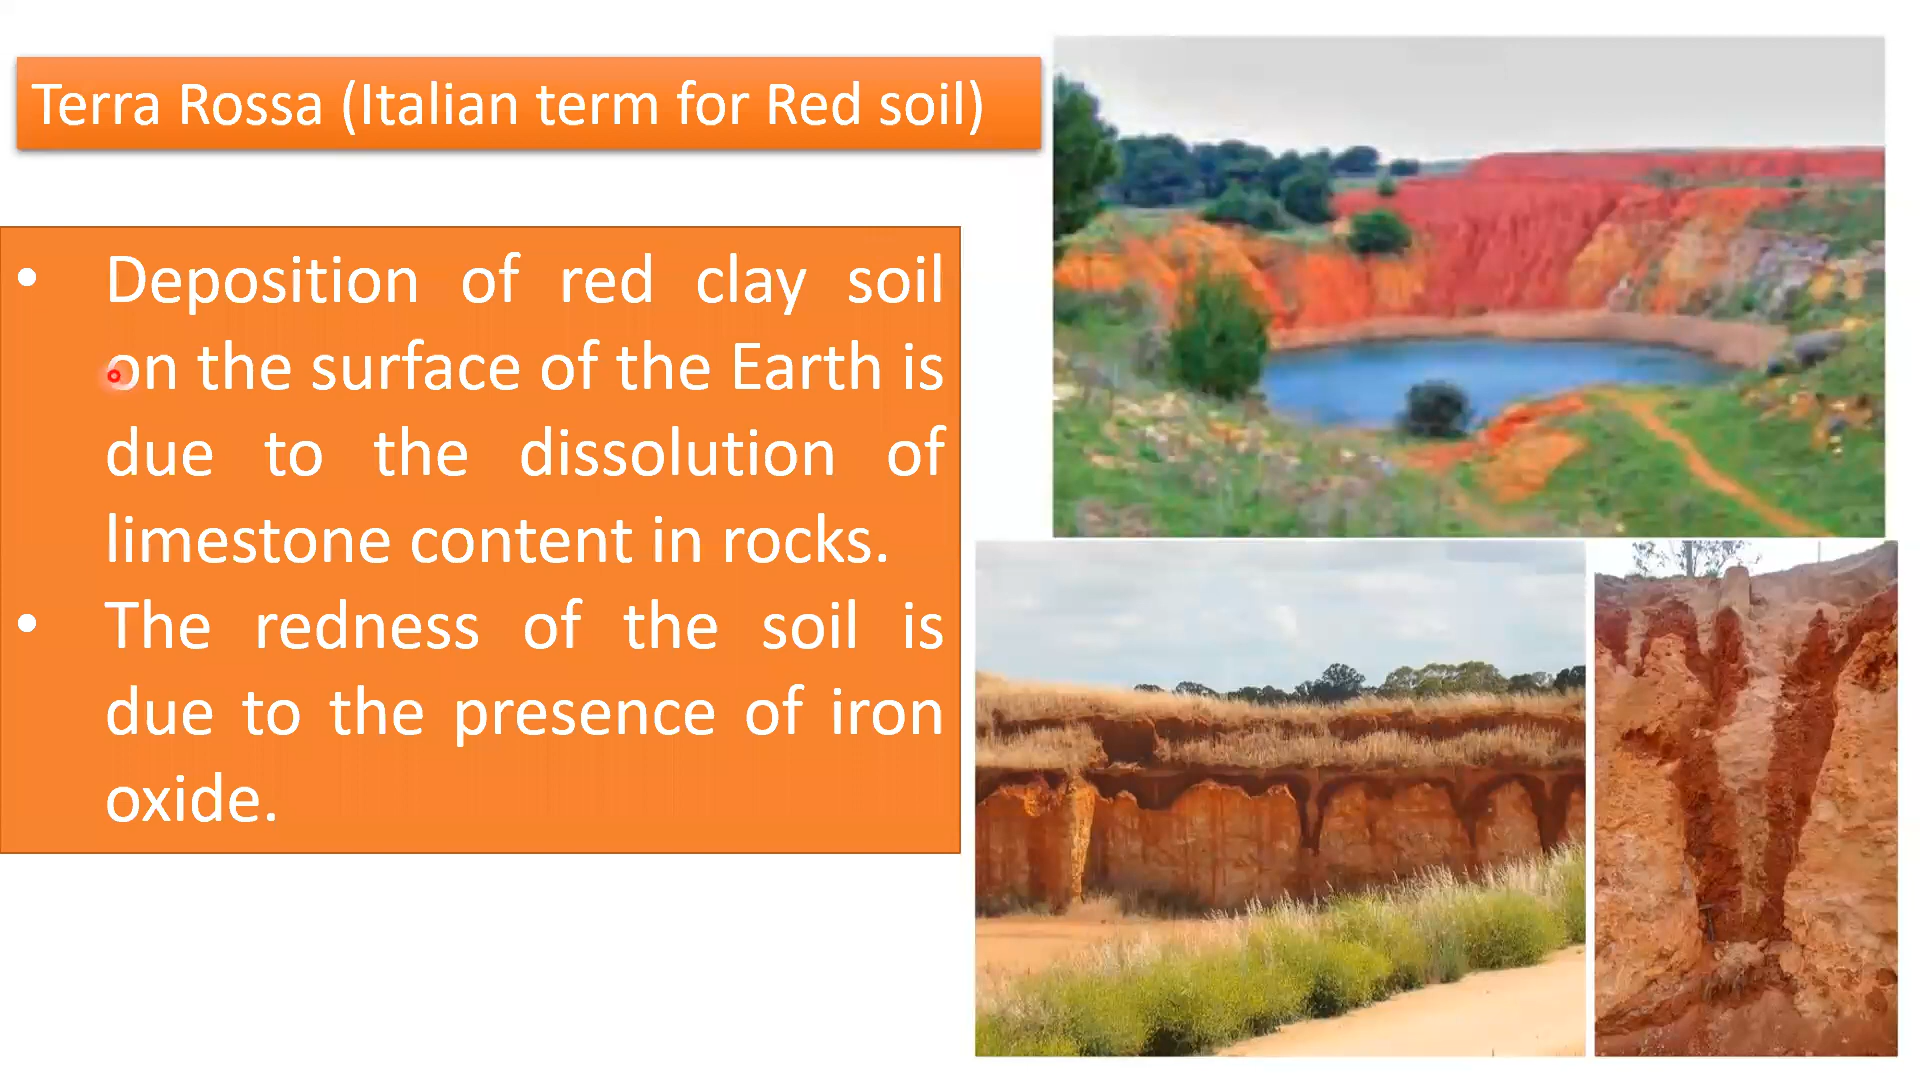 Terra Rossa (Italian term for Red soil)
• Deposition of red clay soil
on the surface of the Earth is
due to the dissolution of
limestone content in rocks.
• The redness of the soil is
due to the presence of iron
oxide.